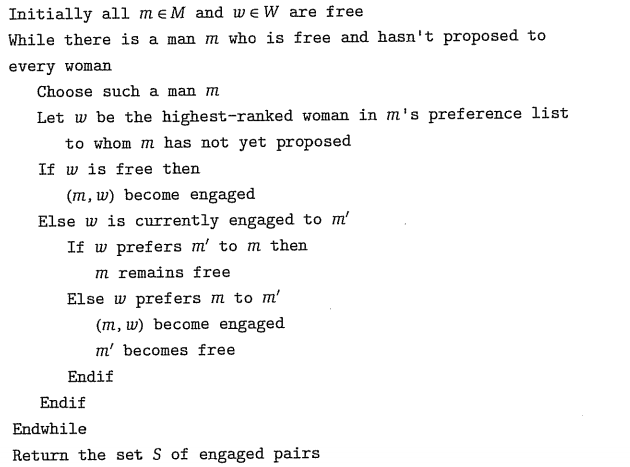 Initially all m ∈ M and w ∈ W are free
While there is a man m who is free and hasn't proposed to
every woman
Choose such a man m
Let w be the highest-ranked woman in m's preference list
to whom m has not yet proposed
If w is free then
(m, w) become engaged
Else w is currently engaged to m′
If w prefers m′ to m then
m remains free
Else w prefers m to m′
(m, w) become engaged
m′ becomes free
Endif
Endif
Endwhile
Return the set S of engaged pairs